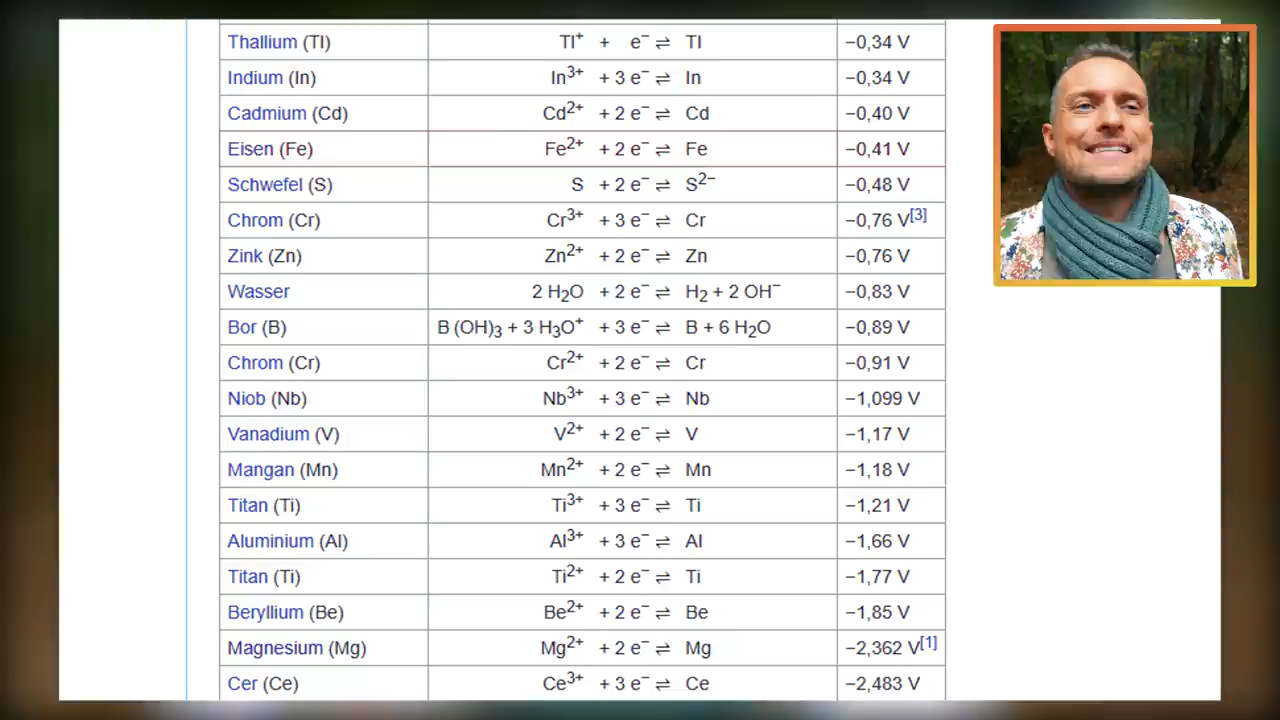 Thallium (Tl) Tl⁺ + e⁻ ⇌ Tl −0,34 V
Indium (In) In³⁺ + 3 e⁻ ⇌ In −0,34 V
Cadmium (Cd) Cd²⁺ + 2 e⁻ ⇌ Cd −0,40 V
Eisen (Fe) Fe²⁺ + 2 e⁻ ⇌ Fe −0,41 V
Schwefel (S) S + 2 e⁻ ⇌ S²⁻ −0,48 V
Chrom (Cr) Cr³⁺ + 3 e⁻ ⇌ Cr −0,76 V[3]
Zink (Zn) Zn²⁺ + 2 e⁻ ⇌ Zn −0,76 V
Wasser 2 H₂O + 2 e⁻ ⇌ H₂ + 2 OH⁻ −0,83 V
Bor (B) B (OH)₃ + 3 H₃O⁺ + 3 e⁻ ⇌ B + 6 H₂O −0,89 V
Chrom (Cr) Cr²⁺ + 2 e⁻ ⇌ Cr −0,91 V
Niob (Nb) Nb³⁺ + 3 e⁻ ⇌ Nb −1,099 V
Vanadium (V) V²⁺ + 2 e⁻ ⇌ V −1,17 V
Mangan (Mn) Mn²⁺ + 2 e⁻ ⇌ Mn −1,18 V
Titan (Ti) Ti³⁺ + 3 e⁻ ⇌ Ti −1,21 V
Aluminium (Al) Al³⁺ + 3 e⁻ ⇌ Al −1,66 V
Titan (Ti) Ti²⁺ + 2 e⁻ ⇌ Ti −1,77 V
Beryllium (Be) Be²⁺ + 2 e⁻ ⇌ Be −1,85 V
Magnesium (Mg) Mg²⁺ + 2 e⁻ ⇌ Mg −2,362 V[1]
Cer (Ce) Ce³⁺ + 3 e⁻ ⇌ Ce −2,483 V